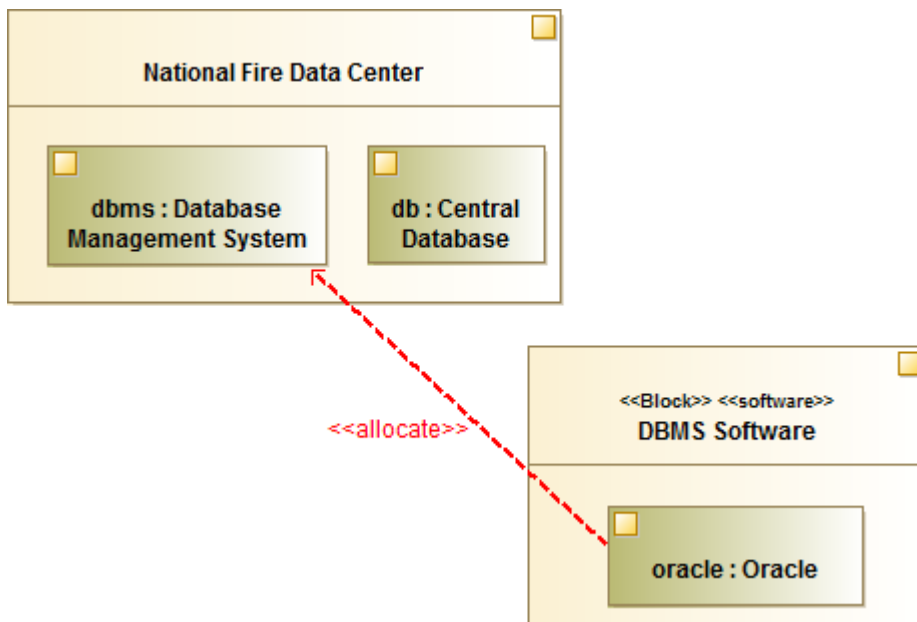 National Fire Data Center
dbms : Database
Management System
db : Central
Database
<<allocate>>
<<Block>> <<software>>
DBMS Software
oracle : Oracle